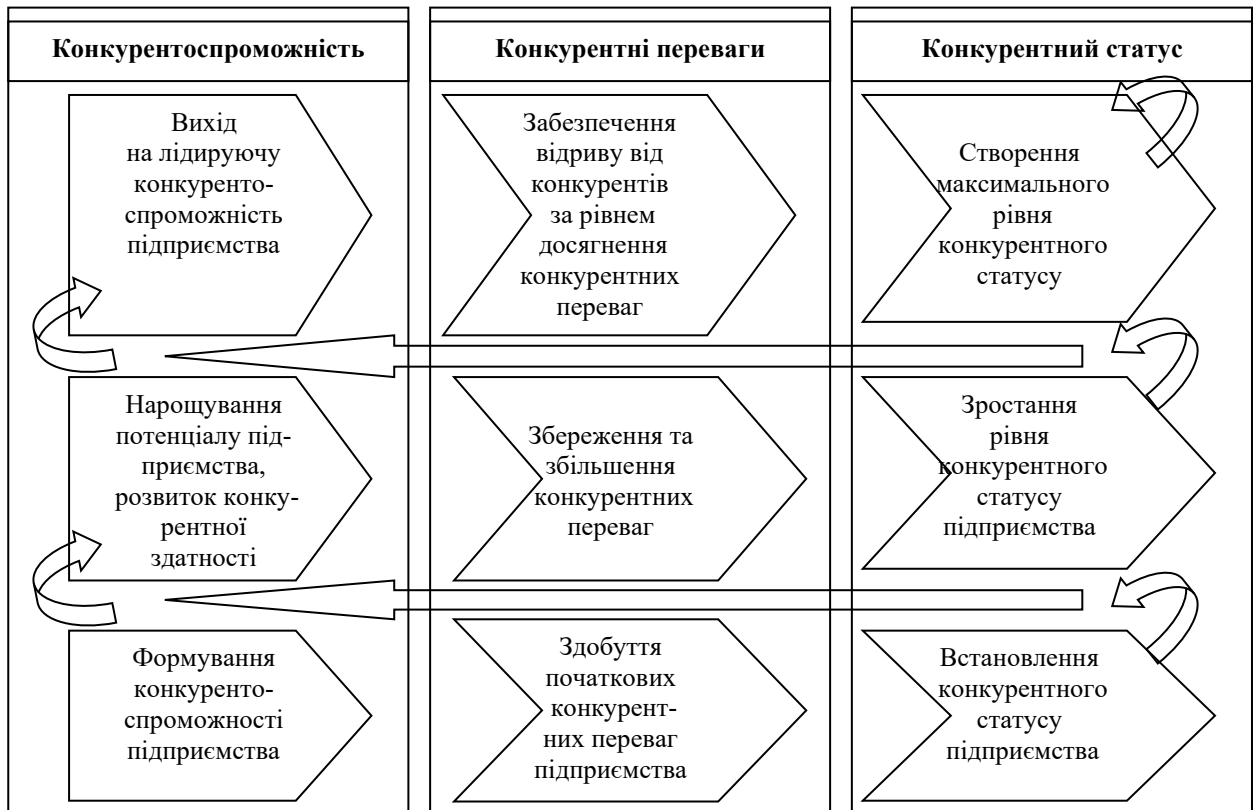 Конкурентоспроможність
Конкурентні переваги
Конкурентний статус
Вихід
на лідируючу
конкуренто-
спроможність
підприємства
Забезпечення
відриву від
конкурентів
за рівнем
досягнення
конкурентних
переваг
Створення
максимального
рівня
конкурентного
статусу
Нарощування
потенціалу під-
приємства,
розвиток конку-
рентної
здатності
Збереження та
збільшення
конкурентних
переваг
Зростання
рівня
конкурентного
статусу
підприємства
Формування
конкуренто-
спроможності
підприємства
Здобуття
початкових
конкурент-
них переваг
підприємства
Встановлення
конкурентного
статусу
підприємства